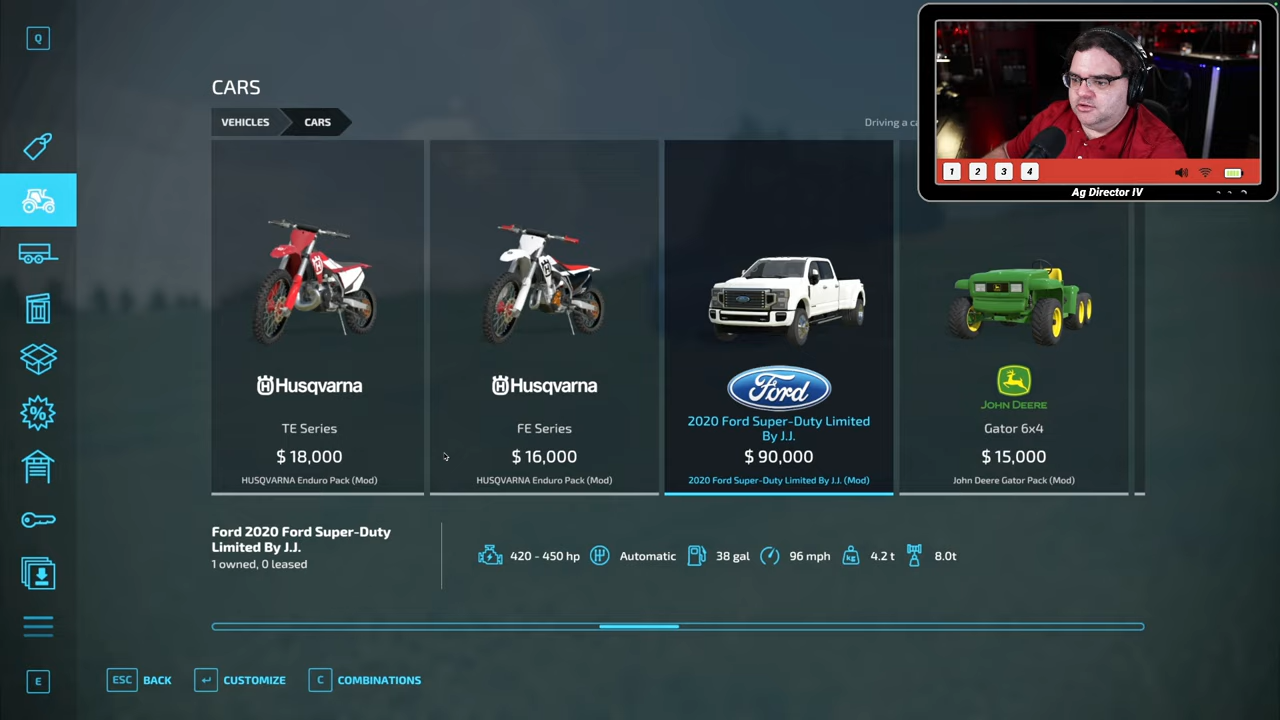 Q
CARS
VEHICLES
CARS
Driving a ca
1
2
3
4
Ag Director IV
Husqvarna
TE Series
$ 18,000
HUSQVARNA Enduro Pack (Mod)
Husqvarna
FE Series
$ 16,000
HUSQVARNA Enduro Pack (Mod)
Ford
2020 Ford Super-Duty Limited
By J.J.
$ 90,000
2020 Ford Super-Duty Limited By J.J. (Mod)
JOHN DEERE
Gator 6x4
$ 15,000
John Deere Gator Pack (Mod)
Ford 2020 Ford Super-Duty
Limited By J.J.
1 owned, 0 leased
420 - 450 hp
Automatic
38 gal
96 mph
KG
4.2 t
8.0t
E
ESC BACK
CUSTOMIZE
C COMBINATIONS